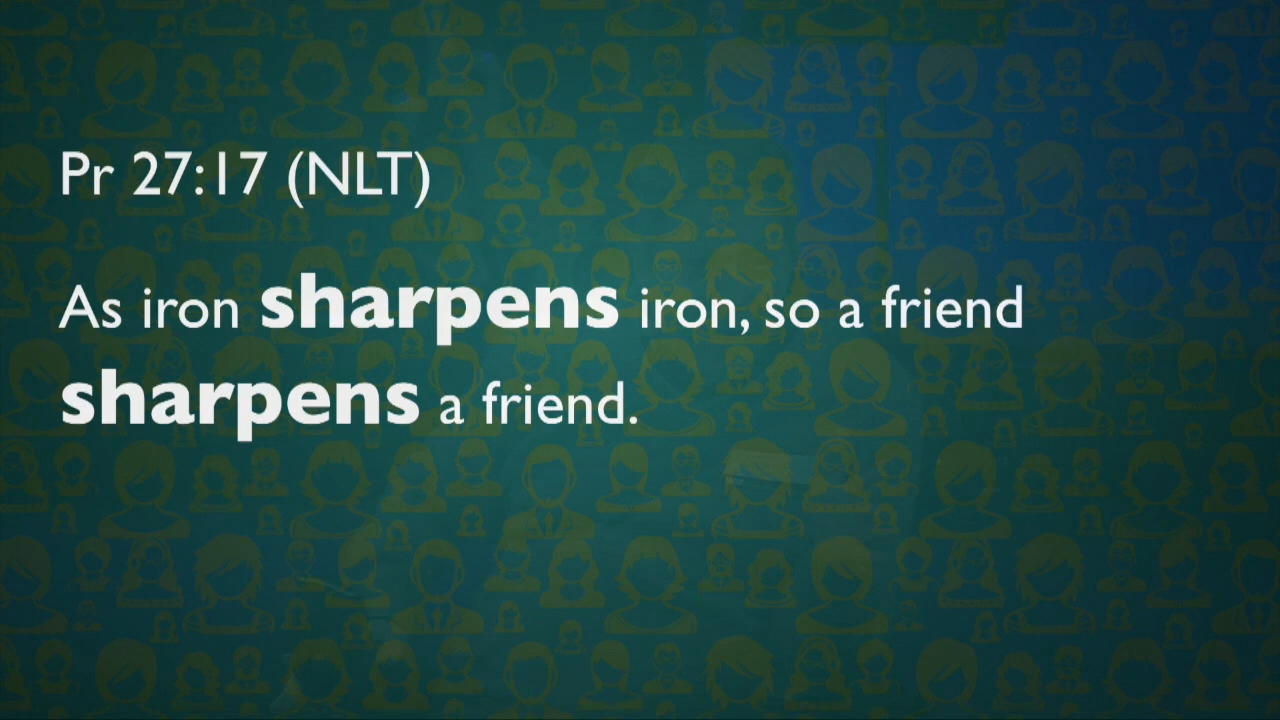 Pr 27:17 (NLT)
As iron sharpens iron, so a friend
sharpens a friend.